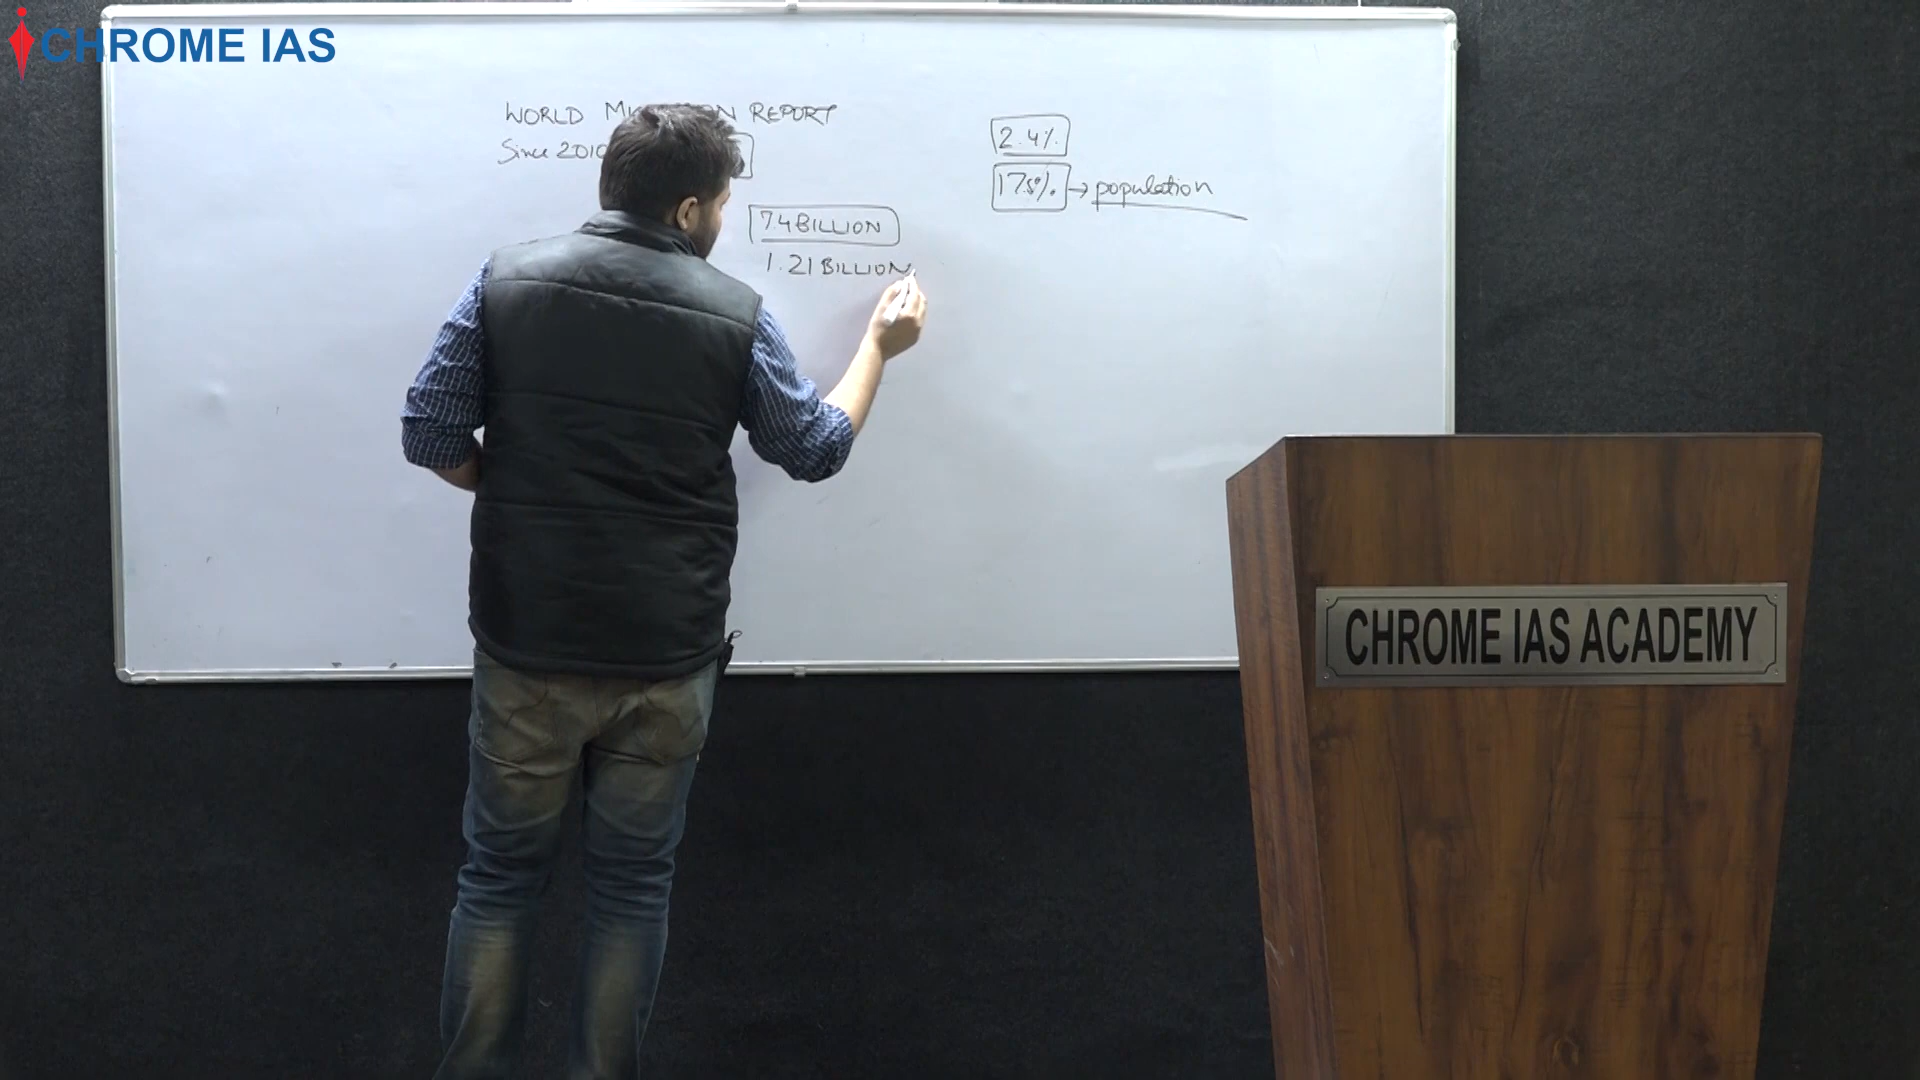 CHROME IAS
WORLD REPORT
Since 2010
2.4%
17.5% → population
7.4 BILLION
1.21 BILLION
CHROME IAS ACADEMY